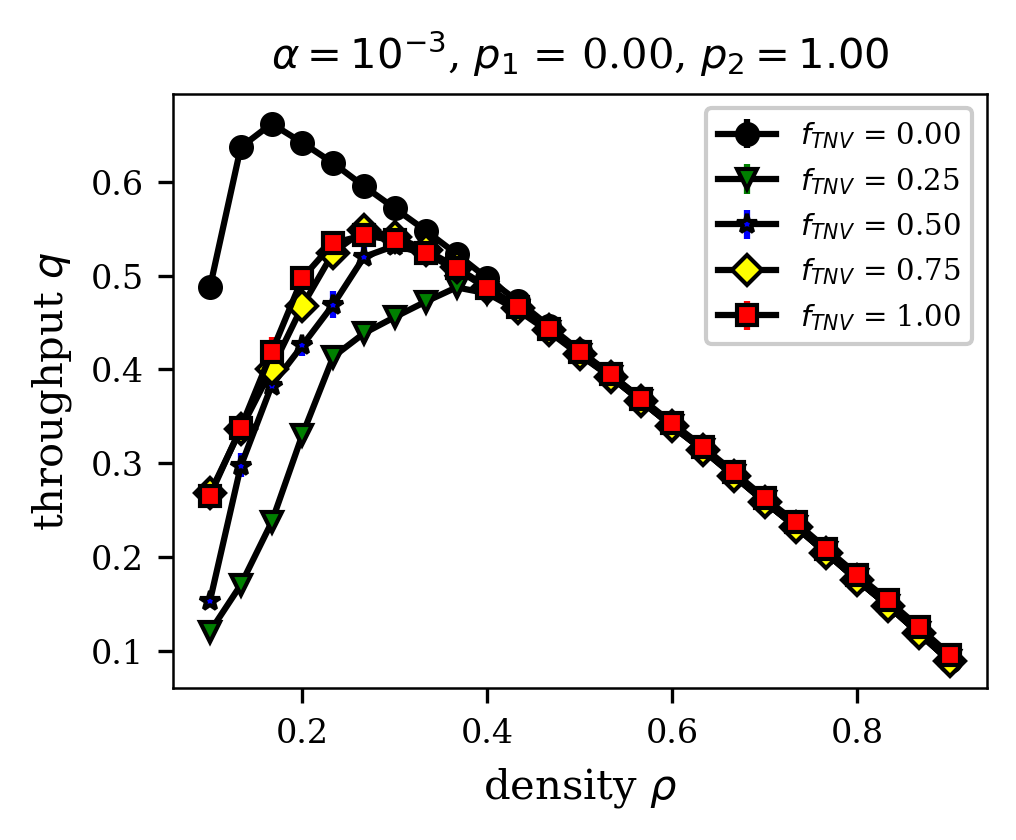 α = 10⁻³, p₁ = 0.00, p₂ = 1.00
f_TNV = 0.00
f_TNV = 0.25
f_TNV = 0.50
f_TNV = 0.75
f_TNV = 1.00
throughput q
0.6
0.5
0.4
0.3
0.2
0.1
0.2 0.4 0.6 0.8
density ρ